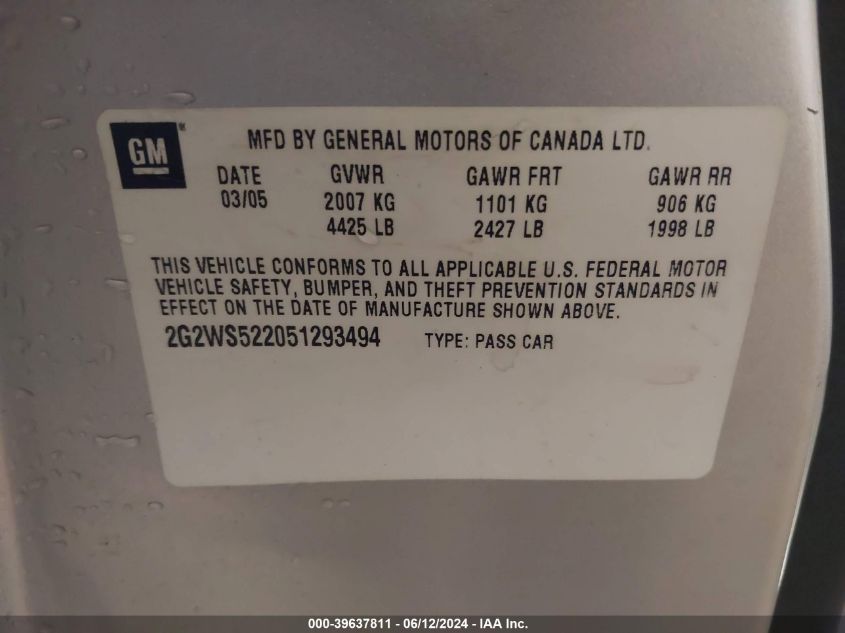 GM ®
MFD BY GENERAL MOTORS OF CANADA LTD.
DATE GVWR GAWR FRT GAWR RR
03/05 2007 KG 1101 KG 906 KG
4425 LB 2427 LB 1998 LB
THIS VEHICLE CONFORMS TO ALL APPLICABLE U.S. FEDERAL MOTOR
VEHICLE SAFETY, BUMPER, AND THEFT PREVENTION STANDARDS IN
EFFECT ON THE DATE OF MANUFACTURE SHOWN ABOVE.
2G2WS522051293494 TYPE: PASS CAR
000-39637811 - 06/12/2024 - IAA Inc.